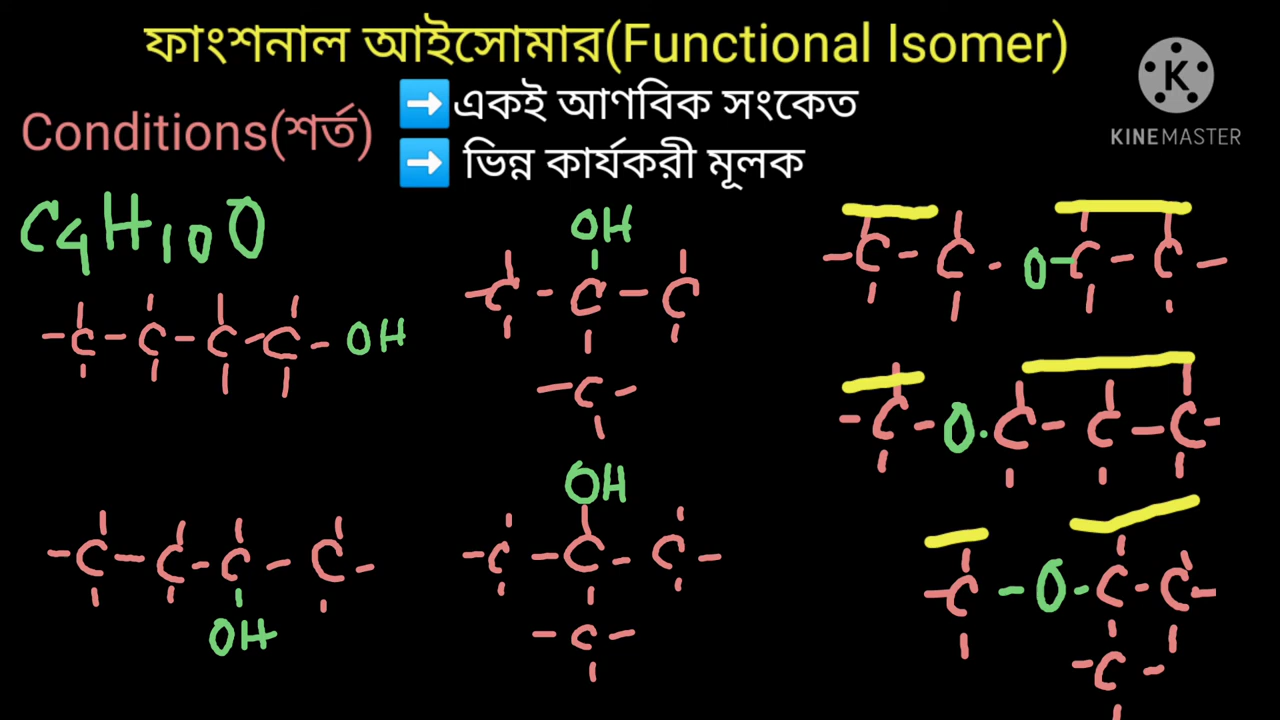 ফাংশনাল আইসোমার(Functional Isomer)
K
KINEMASTER
Conditions(শর্ত)
➡একই আণবিক সংকেত
➡ ভিন্ন কার্যকরী মূলক
C4H10O
-C-C-C-C-OH
OH
-C-C-C
C
-C-C-O-C-C-
-C-O-C-C-C-
-C-C-C-C-
OH
OH
-C-C-C-
-C-
-C-O-C-C-
-C-